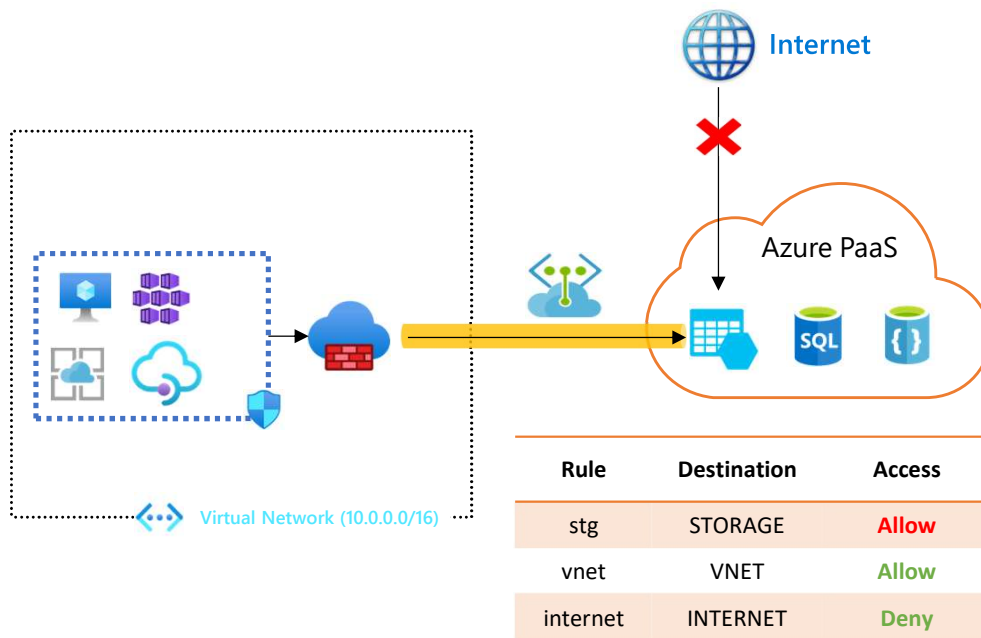 Internet
Azure PaaS
SQL
{ }
Virtual Network (10.0.0.0/16)
Rule Destination Access
stg STORAGE Allow
vnet VNET Allow
internet INTERNET Deny